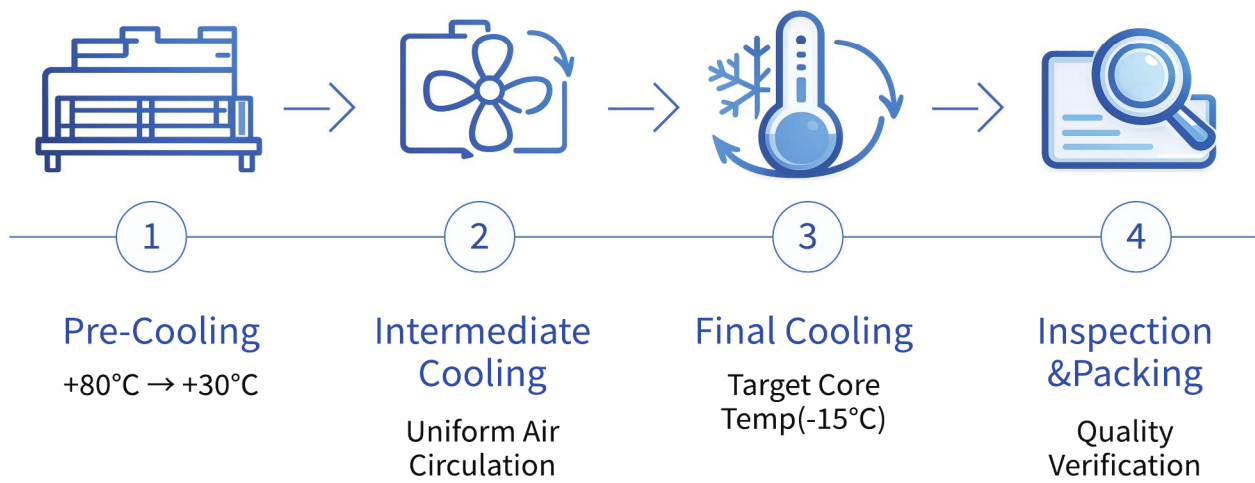 1
2
3
4
Pre-Cooling
+80°C → +30°C
Intermediate
Cooling
Uniform Air
Circulation
Final Cooling
Target Core
Temp(-15°C)
Inspection
&Packing
Quality
Verification